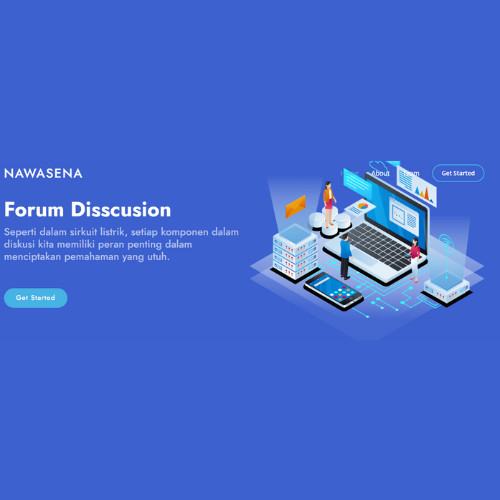 NAWASENA
About
Get Started
Forum Disscusion
Seperti dalam sirkuit listrik, setiap komponen dalam
diskusi kita memiliki peran penting dalam
menciptakan pemahaman yang utuh.
Get Started